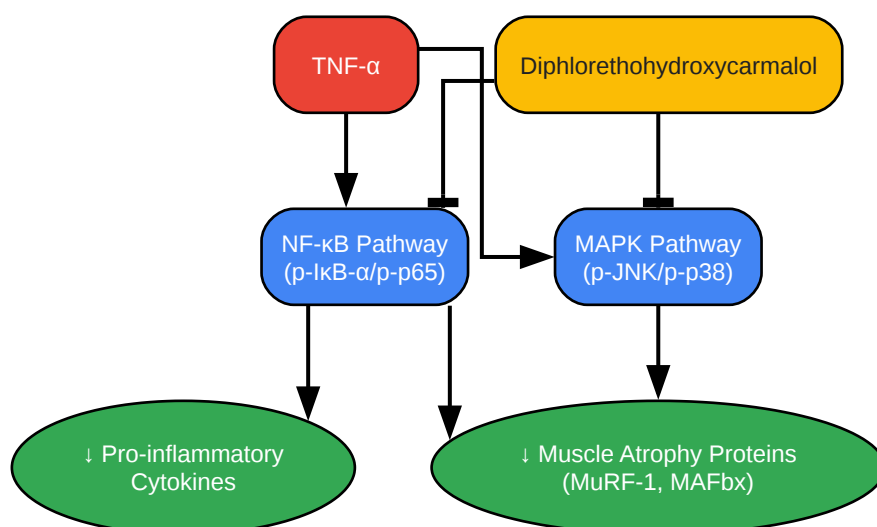 TNF-α
Diphlorethohydroxycarmalol
NF-κB Pathway
(p-IκB-α/p-p65)
MAPK Pathway
(p-JNK/p-p38)
↓ Pro-inflammatory
Cytokines
↓ Muscle Atrophy Proteins
(MuRF-1, MAFbx)